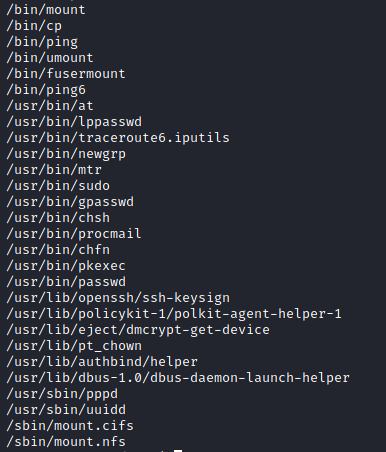 /bin/mount
/bin/cp
/bin/ping
/bin/umount
/bin/fusermount
/bin/ping6
/usr/bin/at
/usr/bin/lppasswd
/usr/bin/traceroute6.iputils
/usr/bin/newgrp
/usr/bin/mtr
/usr/bin/sudo
/usr/bin/gpasswd
/usr/bin/chsh
/usr/bin/procmail
/usr/bin/chfn
/usr/bin/pkexec
/usr/bin/passwd
/usr/lib/openssh/ssh-keysign
/usr/lib/policykit-1/polkit-agent-helper-1
/usr/lib/eject/dmcrypt-get-device
/usr/lib/pt_chown
/usr/lib/authbind/helper
/usr/lib/dbus-1.0/dbus-daemon-launch-helper
/usr/sbin/pppd
/usr/sbin/uuidd
/sbin/mount.cifs
/sbin/mount.nfs